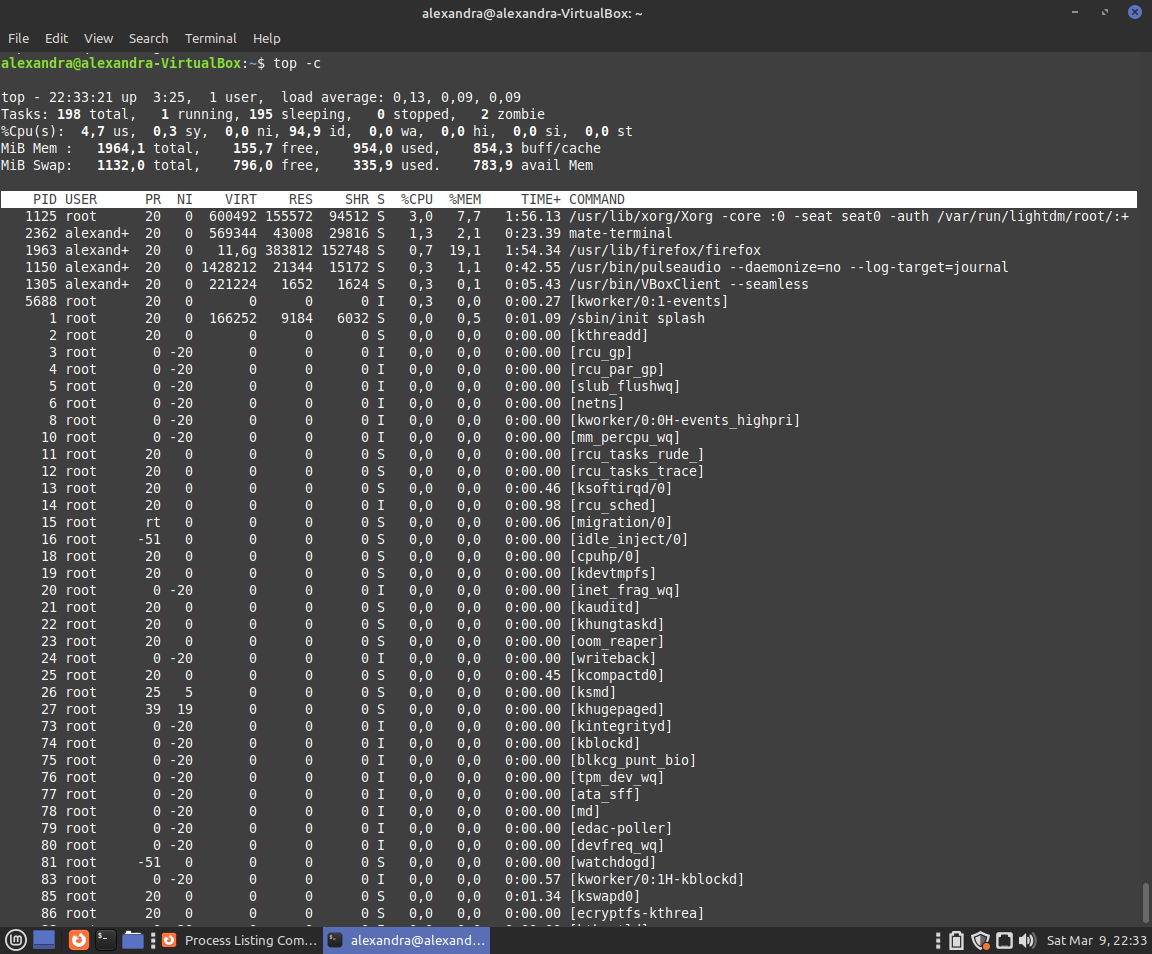 alexandra@alexandra-VirtualBox: ~
File Edit View Search Terminal Help
alexandra@alexandra-VirtualBox:~$ top -c
top - 22:33:21 up  3:25,  1 user,  load average: 0,13, 0,09, 0,09
Tasks: 198 total,   1 running, 195 sleeping,   0 stopped,   2 zombie
%Cpu(s):  4,7 us,  0,3 sy,  0,0 ni, 94,9 id,  0,0 wa,  0,0 hi,  0,0 si,  0,0 st
MiB Mem :   1964,1 total,    155,7 free,    954,0 used,    854,3 buff/cache
MiB Swap:   1132,0 total,    796,0 free,    335,9 used.    783,9 avail Mem
PID USER PR NI VIRT RES SHR S %CPU %MEM TIME+ COMMAND
1125 root 20 0 600492 155572 94512 S 3,0 7,7 1:56.13 /usr/lib/xorg/Xorg -core :0 -seat seat0 -auth /var/run/lightdm/root/:+
2362 alexand+ 20 0 569344 43008 29816 S 1,3 2,1 0:23.39 mate-terminal
1963 alexand+ 20 0 11,6g 383812 152748 S 0,7 19,1 1:54.34 /usr/lib/firefox/firefox
1150 alexand+ 20 0 1428212 21344 15172 S 0,3 1,1 0:42.55 /usr/bin/pulseaudio --daemonize=no --log-target=journal
1305 alexand+ 20 0 221224 1652 1624 S 0,3 0,1 0:05.43 /usr/bin/VBoxClient --seamless
5688 root 20 0 0 0 0 I 0,3 0,0 0:00.27 [kworker/0:1-events]
1 root 20 0 166252 9184 6032 S 0,0 0,5 0:01.09 /sbin/init splash
2 root 20 0 0 0 0 S 0,0 0,0 0:00.00 [kthreadd]
3 root 0 -20 0 0 0 I 0,0 0,0 0:00.00 [rcu_gp]
4 root 0 -20 0 0 0 I 0,0 0,0 0:00.00 [rcu_par_gp]
5 root 0 -20 0 0 0 I 0,0 0,0 0:00.00 [slub_flushwq]
6 root 0 -20 0 0 0 I 0,0 0,0 0:00.00 [netns]
8 root 0 -20 0 0 0 I 0,0 0,0 0:00.00 [kworker/0:0H-events_highpri]
10 root 0 -20 0 0 0 I 0,0 0,0 0:00.00 [mm_percpu_wq]
11 root 20 0 0 0 0 S 0,0 0,0 0:00.00 [rcu_tasks_rude_]
12 root 20 0 0 0 0 S 0,0 0,0 0:00.00 [rcu_tasks_trace]
13 root 20 0 0 0 0 S 0,0 0,0 0:00.46 [ksoftirqd/0]
14 root 20 0 0 0 0 I 0,0 0,0 0:00.98 [rcu_sched]
15 root rt 0 0 0 0 S 0,0 0,0 0:00.06 [migration/0]
16 root -51 0 0 0 0 S 0,0 0,0 0:00.00 [idle_inject/0]
18 root 20 0 0 0 0 S 0,0 0,0 0:00.00 [cpuhp/0]
19 root 20 0 0 0 0 S 0,0 0,0 0:00.00 [kdevtmpfs]
20 root 0 -20 0 0 0 I 0,0 0,0 0:00.00 [inet_frag_wq]
21 root 20 0 0 0 0 S 0,0 0,0 0:00.00 [kauditd]
22 root 20 0 0 0 0 S 0,0 0,0 0:00.00 [khungtaskd]
23 root 20 0 0 0 0 S 0,0 0,0 0:00.00 [oom_reaper]
24 root 0 -20 0 0 0 I 0,0 0,0 0:00.00 [writeback]
25 root 20 0 0 0 0 S 0,0 0,0 0:00.45 [kcompactd0]
26 root 25 5 0 0 0 S 0,0 0,0 0:00.00 [ksmd]
27 root 39 19 0 0 0 S 0,0 0,0 0:00.00 [khugepaged]
73 root 0 -20 0 0 0 I 0,0 0,0 0:00.00 [kintegrityd]
74 root 0 -20 0 0 0 I 0,0 0,0 0:00.00 [kblockd]
75 root 0 -20 0 0 0 I 0,0 0,0 0:00.00 [blkcg_punt_bio]
76 root 0 -20 0 0 0 I 0,0 0,0 0:00.00 [tpm_dev_wq]
77 root 0 -20 0 0 0 I 0,0 0,0 0:00.00 [ata_sff]
78 root 0 -20 0 0 0 I 0,0 0,0 0:00.00 [md]
79 root 0 -20 0 0 0 I 0,0 0,0 0:00.00 [edac-poller]
80 root 0 -20 0 0 0 I 0,0 0,0 0:00.00 [devfreq_wq]
81 root -51 0 0 0 0 S 0,0 0,0 0:00.00 [watchdogd]
83 root 0 -20 0 0 0 I 0,0 0,0 0:00.57 [kworker/0:1H-kblockd]
85 root 20 0 0 0 0 S 0,0 0,0 0:01.34 [kswapd0]
86 root 20 0 0 0 0 S 0,0 0,0 0:00.00 [ecryptfs-kthrea]
Process Listing Com... alexandra@alexand... Sat Mar 9, 22:33